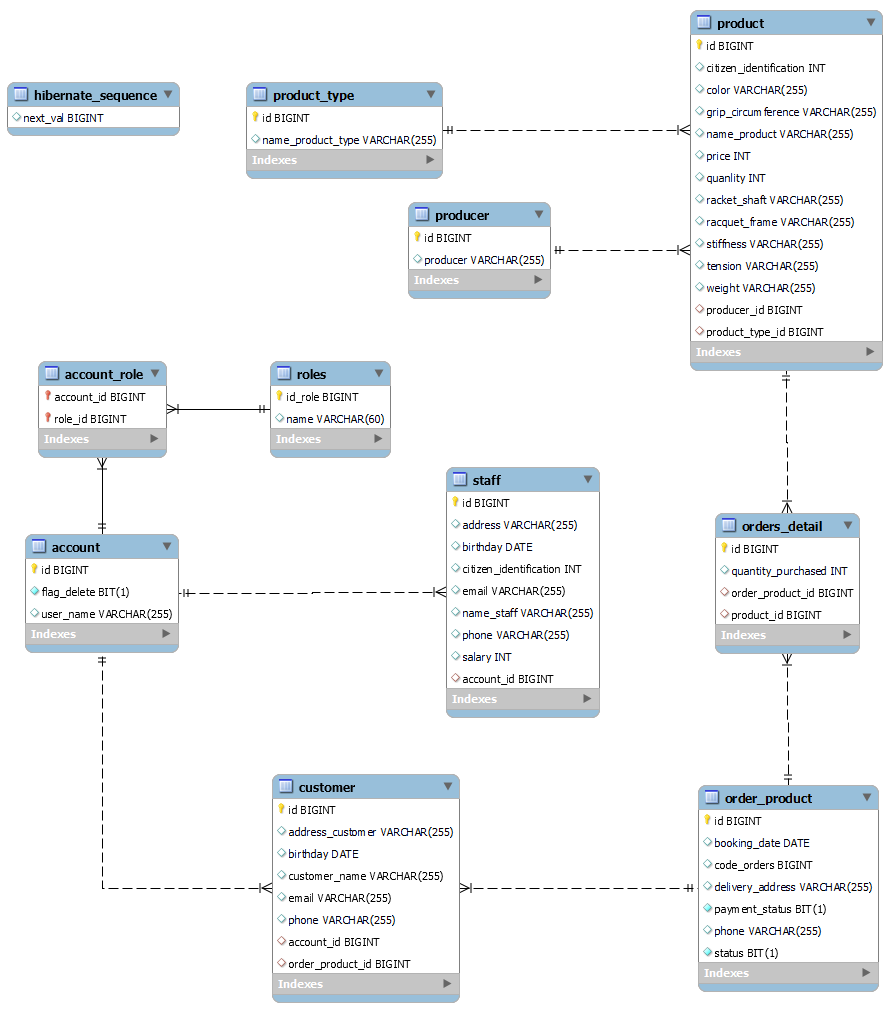 product
id BIGINT
citizen_identification INT
color VARCHAR(255)
grip_circumference VARCHAR(255)
name_product VARCHAR(255)
price INT
quanlity INT
racket_shaft VARCHAR(255)
racquet_frame VARCHAR(255)
stiffness VARCHAR(255)
tension VARCHAR(255)
weight VARCHAR(255)
producer_id BIGINT
product_type_id BIGINT
Indexes
hibernate_sequence
next_val BIGINT
product_type
id BIGINT
name_product_type VARCHAR(255)
Indexes
producer
id BIGINT
producer VARCHAR(255)
Indexes
account_role
account_id BIGINT
role_id BIGINT
Indexes
roles
id_role BIGINT
name VARCHAR(60)
Indexes
staff
id BIGINT
address VARCHAR(255)
birthday DATE
citizen_identification INT
email VARCHAR(255)
name_staff VARCHAR(255)
phone VARCHAR(255)
salary INT
account_id BIGINT
Indexes
orders_detail
id BIGINT
quantity_purchased INT
order_product_id BIGINT
product_id BIGINT
Indexes
account
id BIGINT
flag_delete BIT(1)
user_name VARCHAR(255)
Indexes
customer
id BIGINT
address_customer VARCHAR(255)
birthday DATE
customer_name VARCHAR(255)
email VARCHAR(255)
phone VARCHAR(255)
account_id BIGINT
order_product_id BIGINT
Indexes
order_product
id BIGINT
booking_date DATE
code_orders BIGINT
delivery_address VARCHAR(255)
payment_status BIT(1)
phone VARCHAR(255)
status BIT(1)
Indexes